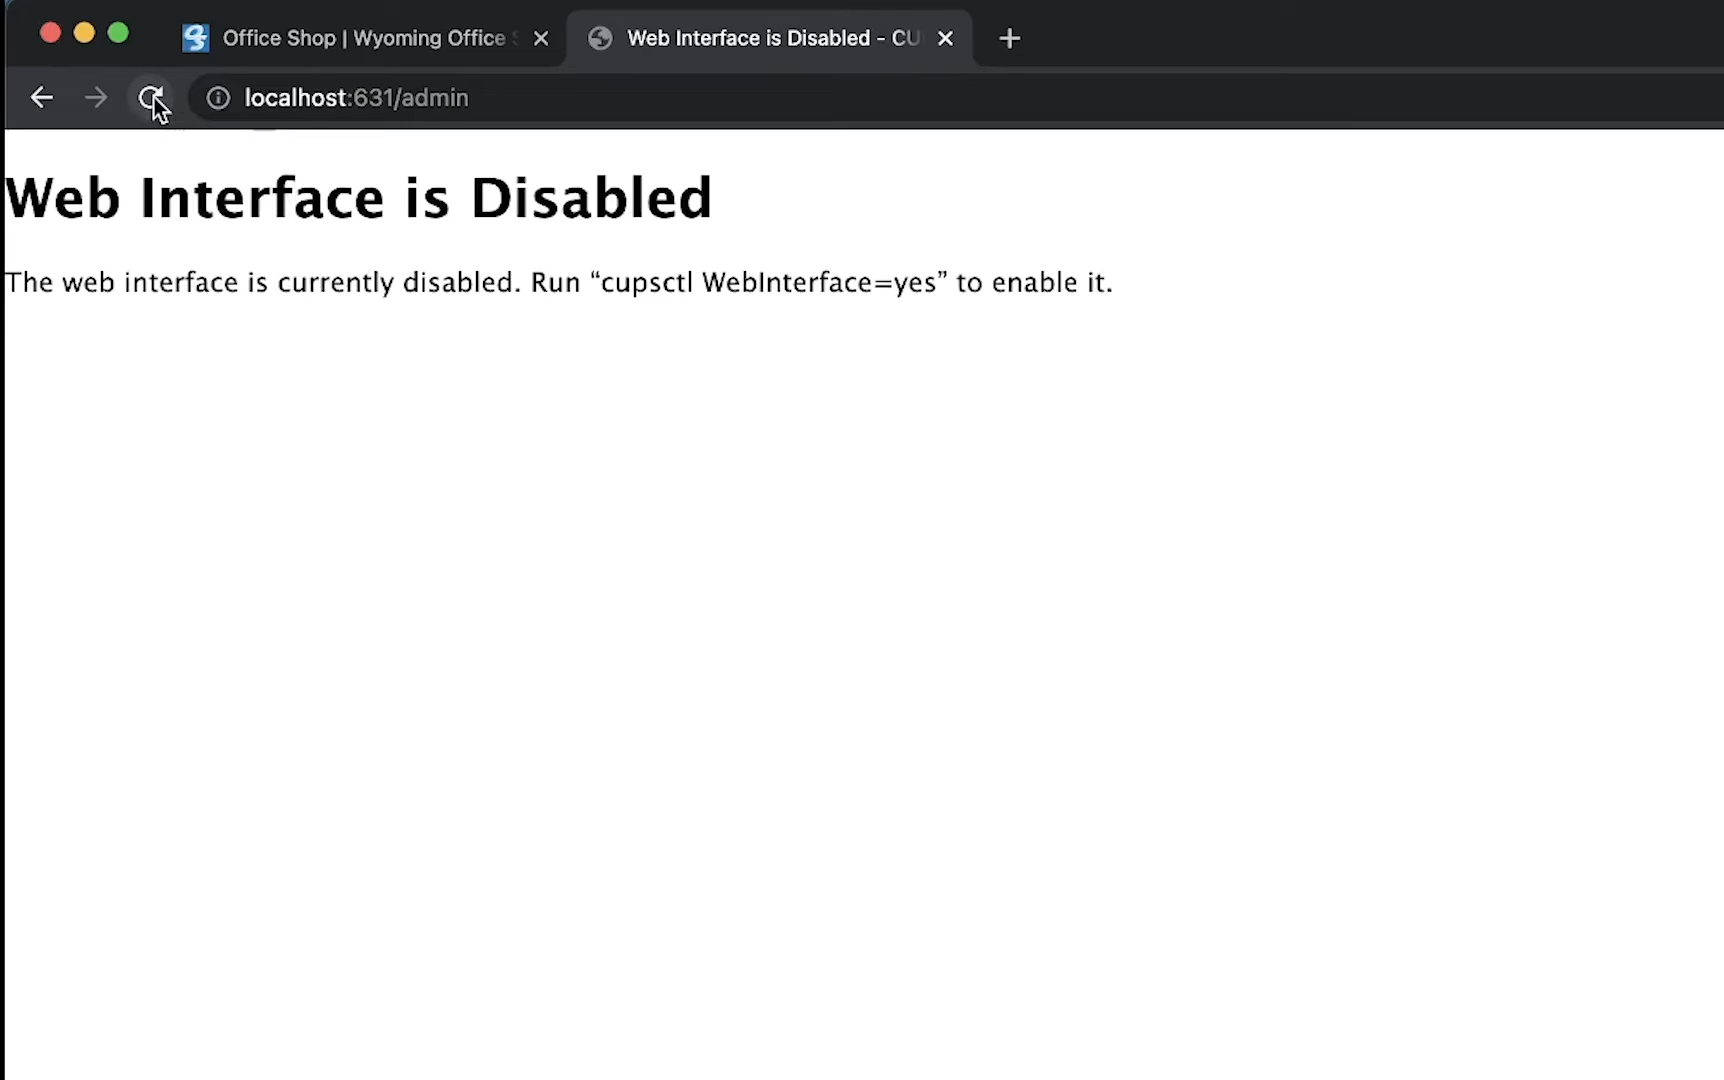 Office Shop | Wyoming Office
Web Interface is Disabled - CU
localhost:631/admin
Web Interface is Disabled
The web interface is currently disabled. Run “cupsctl WebInterface=yes” to enable it.